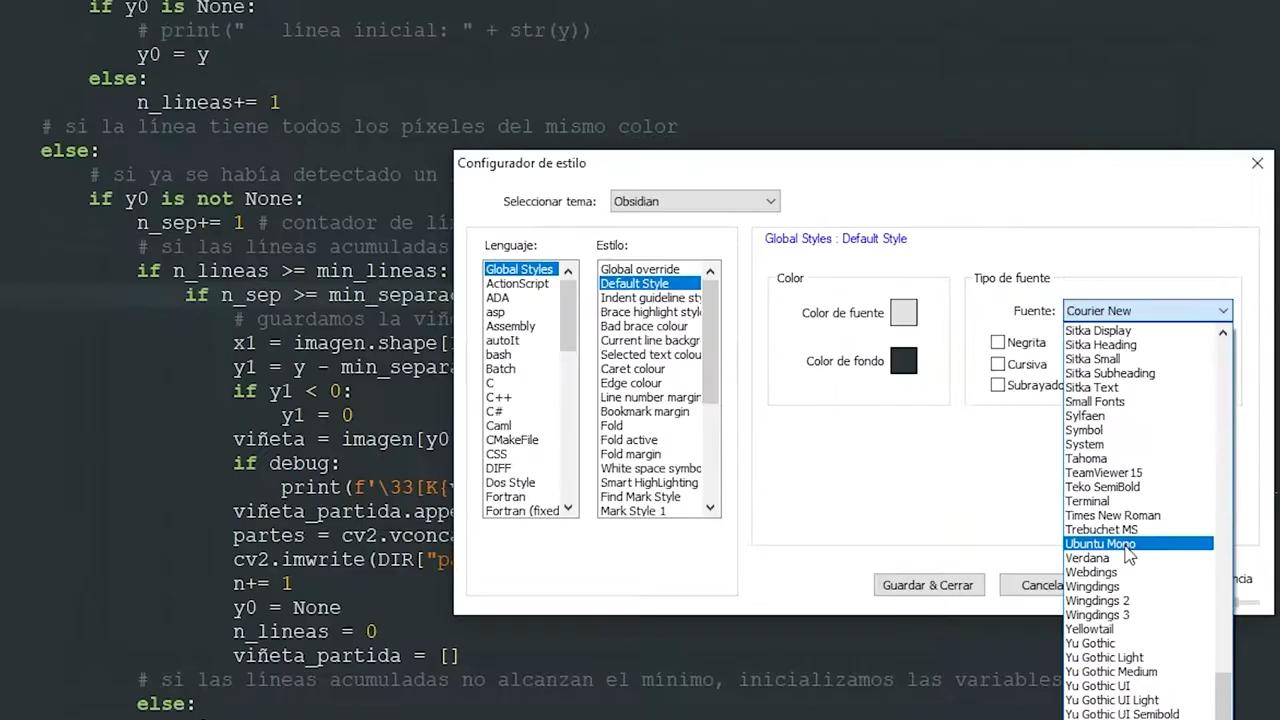 if y0 is None:
# print("   línea inicial: " + str(y))
y0 = y
else:
n_lineas+= 1
# si la línea tiene todos los píxeles del mismo color
else:
# si ya se había detectado un
if y0 is not None:
n_sep+= 1 # contador de lí
# si las líneas acumuladas
if n_lineas >= min_lineas:
if n_sep >= min_separac
# guardamos la viñe
x1 = imagen.shape[
y1 = y - min_separa
if y1 < 0:
y1 = 0
viñeta = imagen[y0
if debug:
print(f'\33[K{v
viñeta_partida.appe
partes = cv2.vconca
cv2.imwrite(DIR["pa
n+= 1
y0 = None
n_lineas = 0
viñeta_partida = []
# si las líneas acumuladas no alcanzan el mínimo, inicializamos las variables
else:
Configurador de estilo
Seleccionar tema: Obsidian
Lenguaje:
Global Styles
ActionScript
ADA
asp
Assembly
autoIt
bash
Batch
C
C++
C#
Caml
CMakeFile
CSS
DIFF
Dos Style
Fortran
Fortran (fixed
Estilo:
Global override
Default Style
Indent guideline sty
Brace highlight style
Bad brace colour
Current line backgr
Selected text colou
Caret colour
Edge colour
Line number margin
Bookmark margin
Fold
Fold active
Fold margin
White space symbo
Smart HighLighting
Find Mark Style
Mark Style 1
Global Styles : Default Style
Color
Color de fuente
Color de fondo
Tipo de fuente
Fuente: Courier New
Negrita
Cursiva
Subrayado
Sitka Display
Sitka Heading
Sitka Small
Sitka Subheading
Sitka Text
Small Fonts
Sylfaen
Symbol
System
Tahoma
TeamViewer 15
Teko SemiBold
Terminal
Times New Roman
Trebuchet MS
Ubuntu Mono
Verdana
Webdings
Wingdings
Wingdings 2
Wingdings 3
Yellowtail
Yu Gothic
Yu Gothic Light
Yu Gothic Medium
Yu Gothic UI
Yu Gothic UI Light
Yu Gothic UI Semibold
Guardar & Cerrar
Cancela
ncia